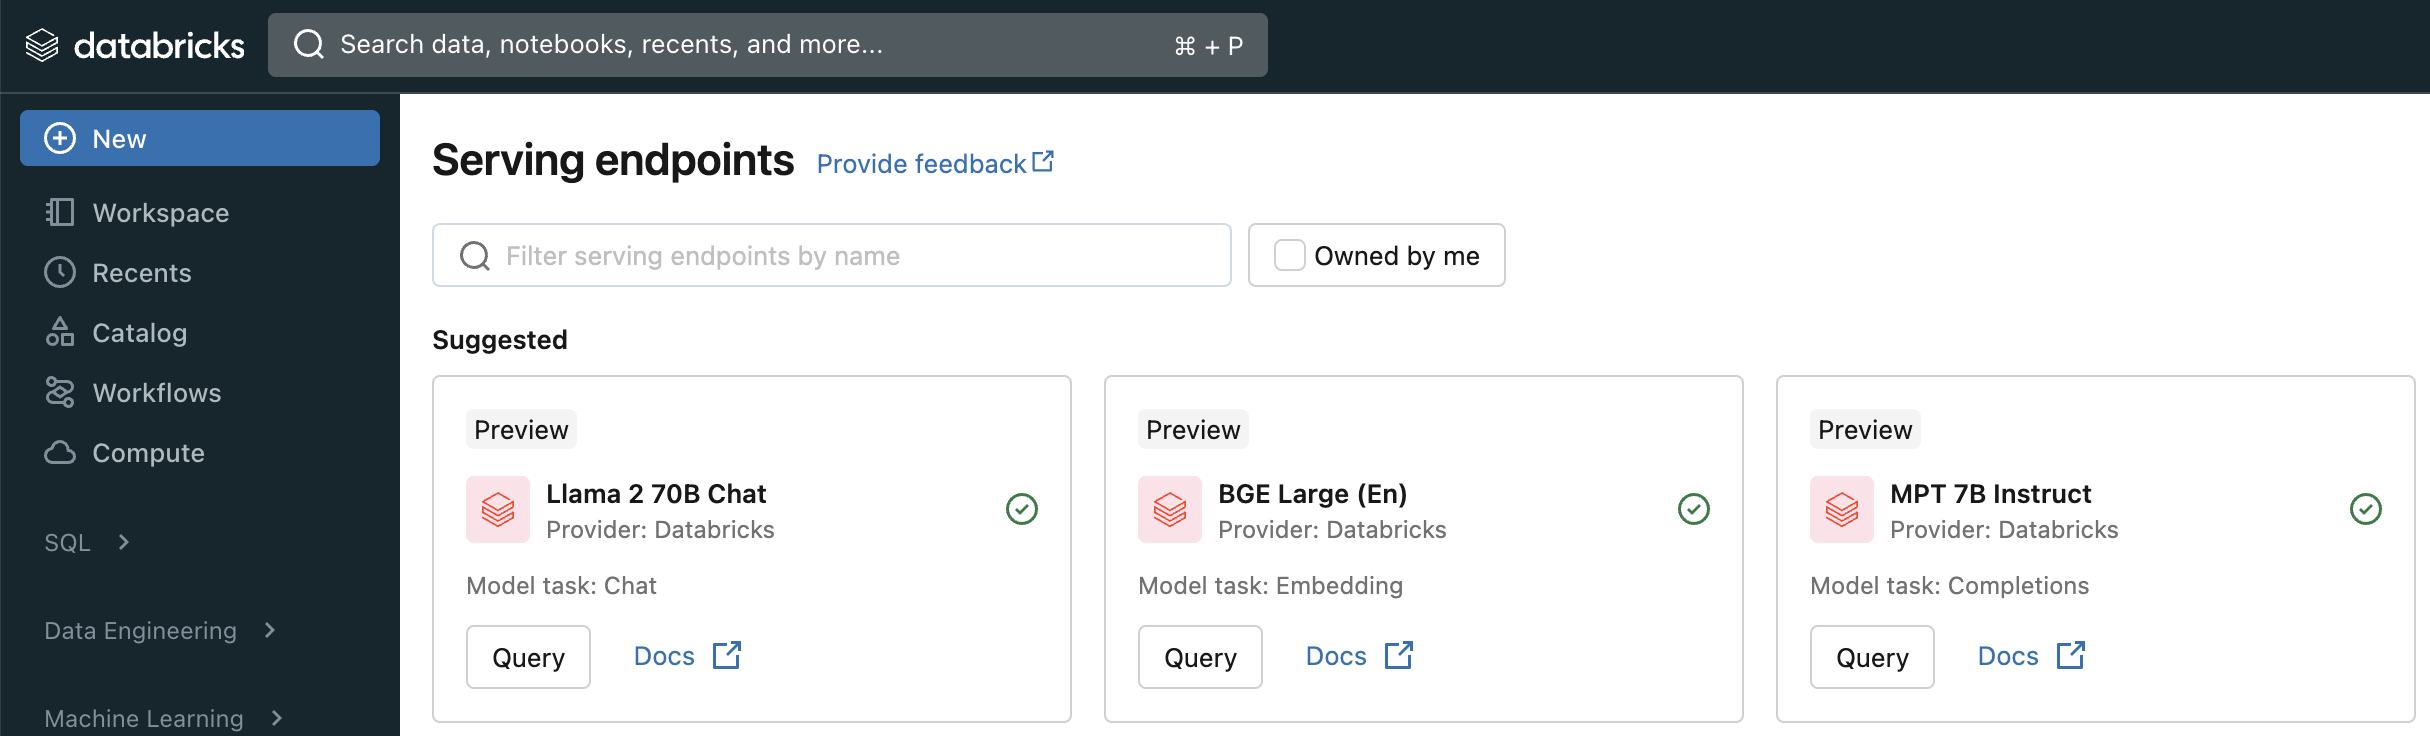 databricks
Search data, notebooks, recents, and more...
⌘ + P
New
Workspace
Recents
Catalog
Workflows
Compute
SQL
Data Engineering
Machine Learning
Serving endpoints
Provide feedback
Filter serving endpoints by name
Owned by me
Suggested
Preview
Llama 2 70B Chat
Provider: Databricks
Model task: Chat
Query
Docs
Preview
BGE Large (En)
Provider: Databricks
Model task: Embedding
Query
Docs
Preview
MPT 7B Instruct
Provider: Databricks
Model task: Completions
Query
Docs